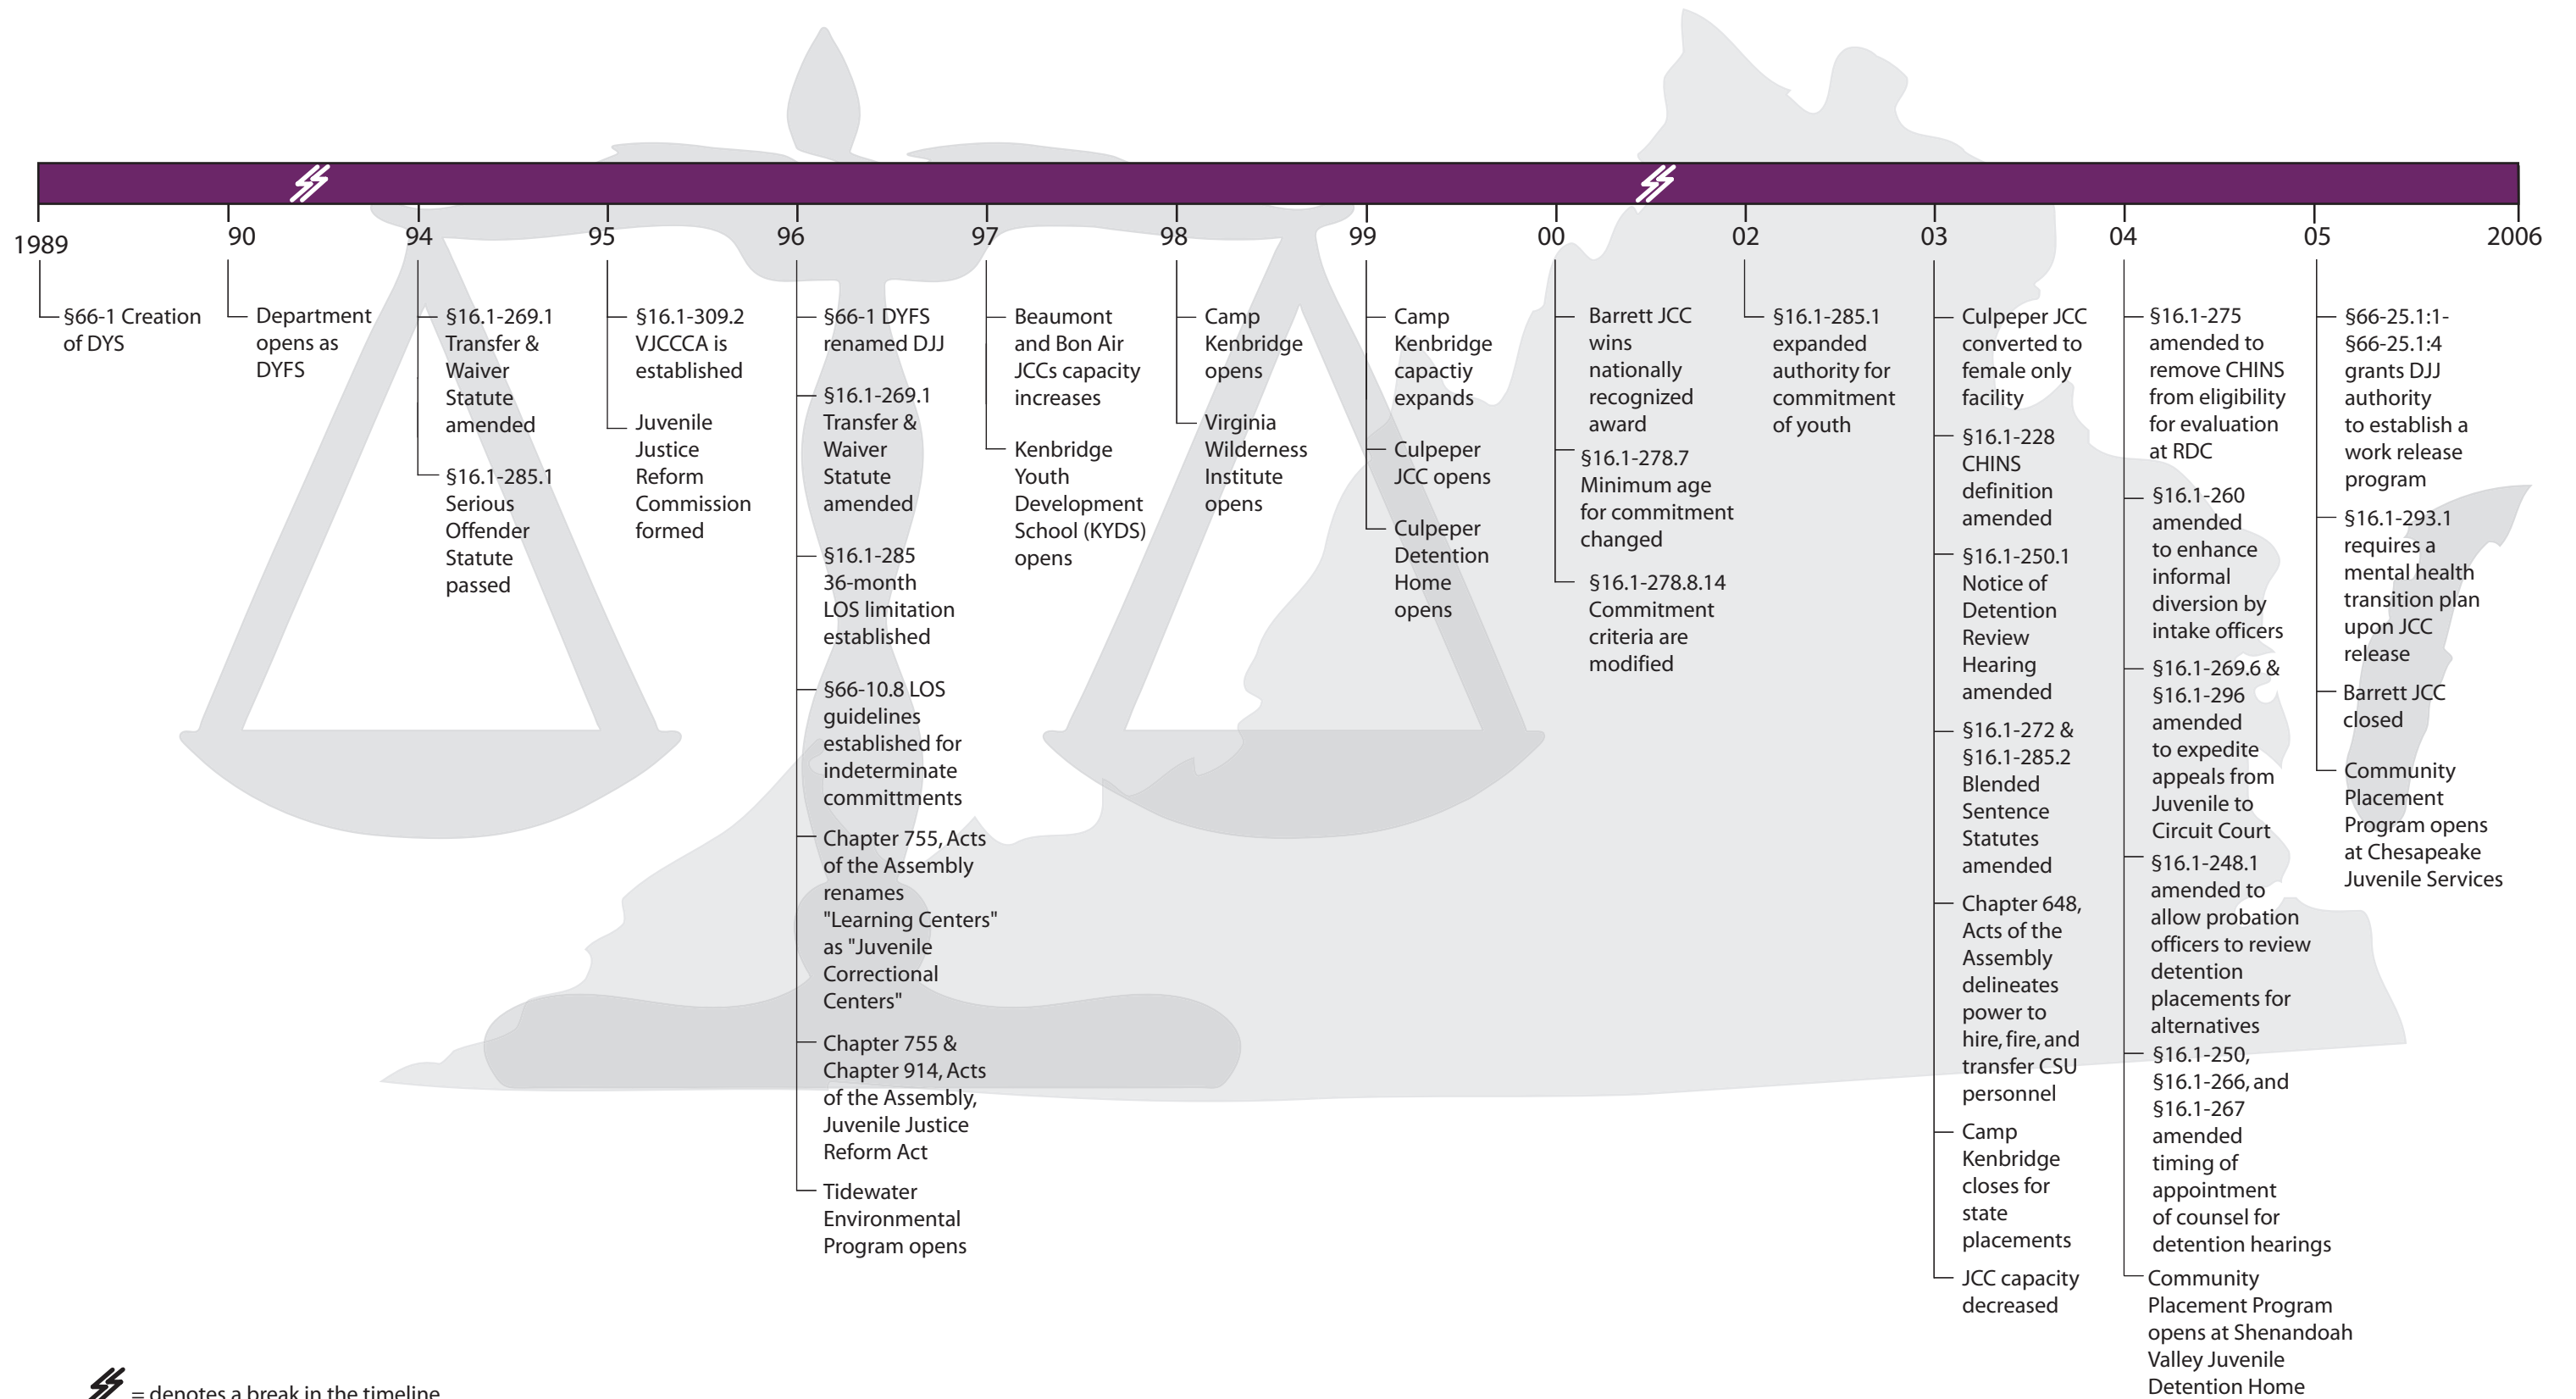 1989
90
94
95
96
97
98
99
00
02
03
04
05
2006
§66-1 Creation
of DYS
Department
opens as
DYFS
§16.1-269.1
Transfer &
Waiver
Statute
amended
§16.1-285.1
Serious
Offender
Statute
passed
§16.1-309.2
VJCCCA is
established
Juvenile
Justice
Reform
Commission
formed
§66-1 DYFS
renamed DJJ
§16.1-269.1
Transfer &
Waiver
Statute
amended
§16.1-285
36-month
LOS limitation
established
§66-10.8 LOS
guidelines
established for
indeterminate
committments
Chapter 755, Acts
of the Assembly
renames
"Learning Centers"
as "Juvenile
Correctional
Centers"
Chapter 755 &
Chapter 914, Acts
of the Assembly,
Juvenile Justice
Reform Act
Tidewater
Environmental
Program opens
Beaumont
and Bon Air
JCCs capacity
increases
Kenbridge
Youth
Development
School (KYDS)
opens
Camp
Kenbridge
opens
Virginia
Wilderness
Institute
opens
Camp
Kenbridge
capactiy
expands
Culpeper
JCC opens
Culpeper
Detention
Home
opens
Barrett JCC
wins
nationally
recognized
award
§16.1-278.7
Minimum age
for commitment
changed
§16.1-278.8.14
Commitment
criteria are
modified
§16.1-285.1
expanded
authority for
commitment
of youth
Culpeper JCC
converted to
female only
facility
§16.1-228
CHINS
definition
amended
§16.1-250.1
Notice of
Detention
Review
Hearing
amended
§16.1-272 &
§16.1-285.2
Blended
Sentence
Statutes
amended
Chapter 648,
Acts of the
Assembly
delineates
power to
hire, fire, and
transfer CSU
personnel
Camp
Kenbridge
closes for
state
placements
JCC capacity
decreased
§16.1-275
amended to
remove CHINS
from eligibility
for evaluation
at RDC
§16.1-260
amended
to enhance
informal
diversion by
intake officers
§16.1-269.6 &
§16.1-296
amended
to expedite
appeals from
Juvenile to
Circuit Court
§16.1-248.1
amended to
allow probation
officers to review
detention
placements for
alternatives
§16.1-250,
§16.1-266, and
§16.1-267
amended
timing of
appointment
of counsel for
detention hearings
Community
Placement Program
opens at Shenandoah
Valley Juvenile
Detention Home
§66-25.1:1-
§66-25.1:4
grants DJJ
authority
to establish a
work release
program
§16.1-293.1
requires a
mental health
transition plan
upon JCC
release
Barrett JCC
closed
Community
Placement
Program opens
at Chesapeake
Juvenile Services
= denotes a break in the timeline